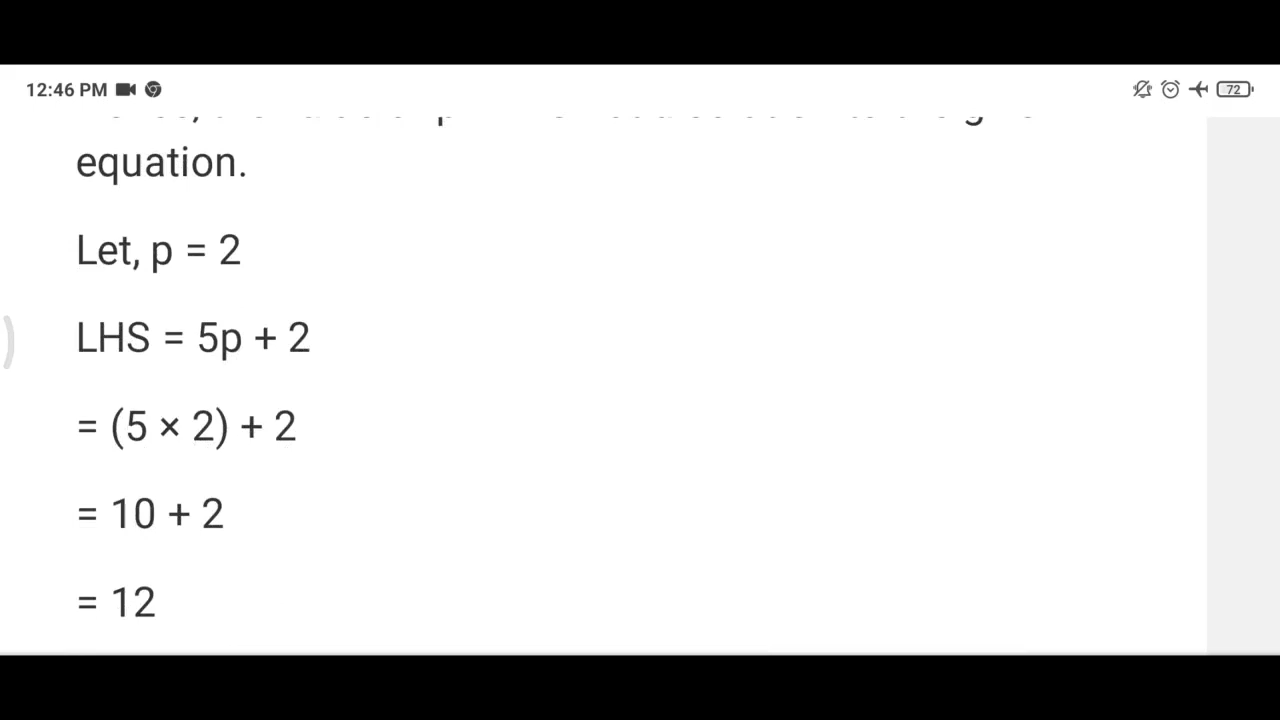 12:46 PM 72
equation.
Let, p = 2
LHS = 5p + 2
= (5 × 2) + 2
= 10 + 2
= 12